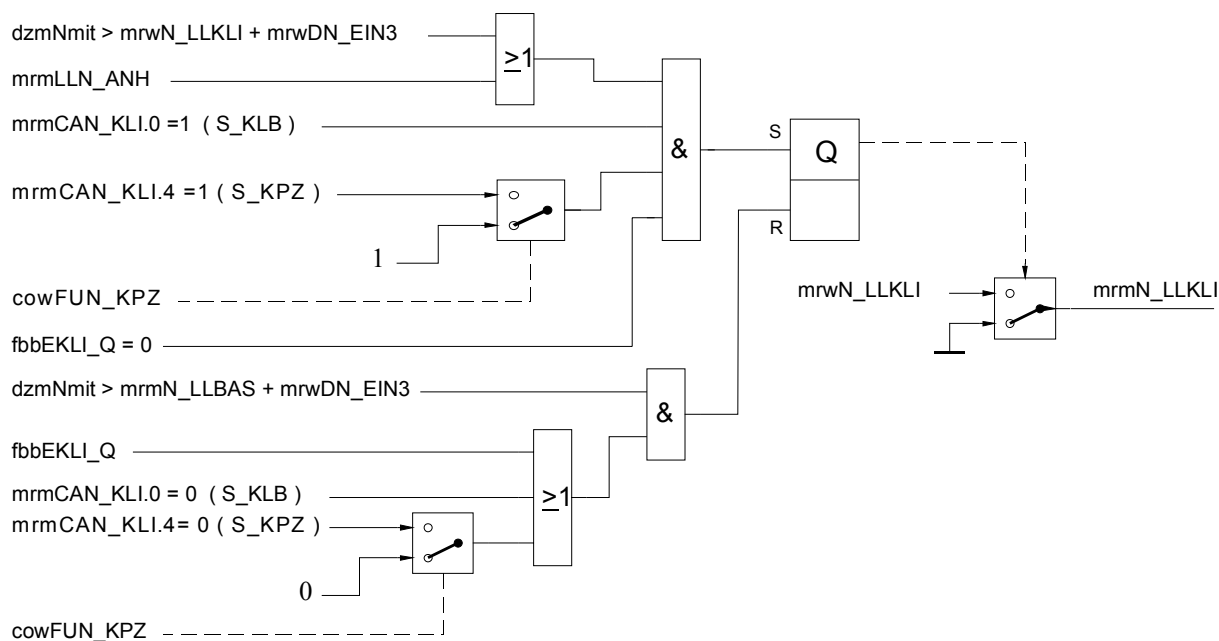 dzmNmit > mrwN_LLKLI + mrwDN_EIN3
≥1
mrmLLN_ANH
mrmCAN_KLI.0 =1 ( S_KLB )
&
S
Q
mrmCAN_KLI.4 =1 ( S_KPZ )
R
1
cowFUN_KPZ
mrwN_LLKLI
mrmN_LLKLI
fbbEKLI_Q = 0
dzmNmit > mrmN_LLBAS + mrwDN_EIN3
&
fbbEKLI_Q
mrmCAN_KLI.0 = 0 ( S_KLB )
≥1
mrmCAN_KLI.4= 0 ( S_KPZ )
0
cowFUN_KPZ